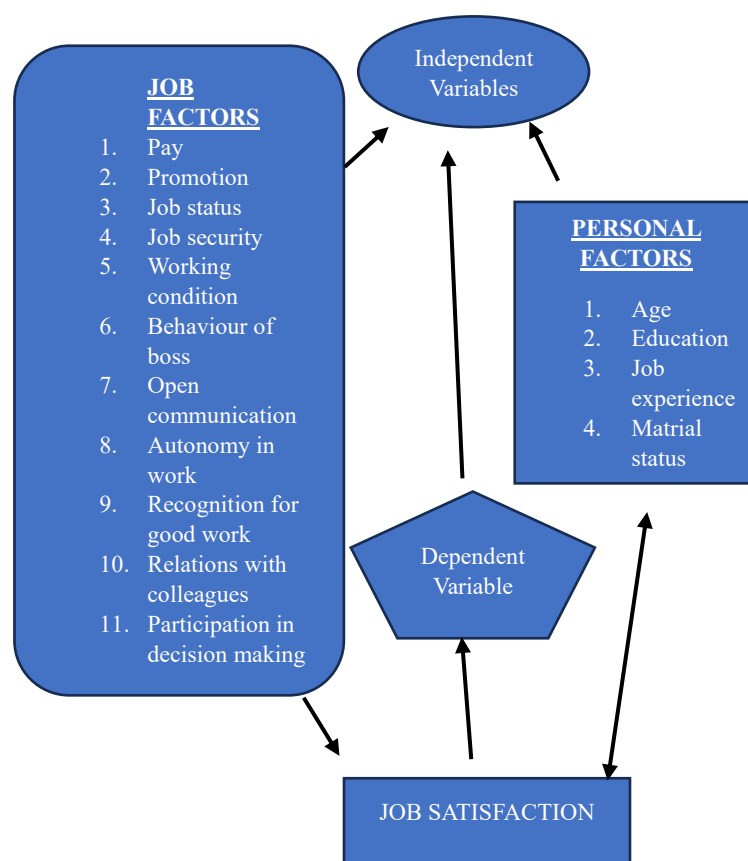 Independent
Variables
JOB
FACTORS
1. Pay
2. Promotion
3. Job status
4. Job security
5. Working
condition
6. Behaviour of
boss
7. Open
communication
8. Autonomy in
work
9. Recognition for
good work
10. Relations with
colleagues
11. Participation in
decision making
PERSONAL
FACTORS
1. Age
2. Education
3. Job
experience
4. Matrial
status
Dependent
Variable
JOB SATISFACTION